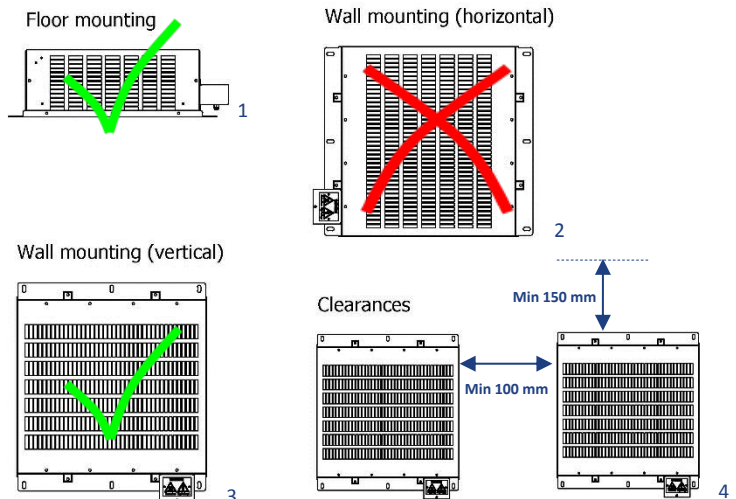 Floor mounting
1
Wall mounting (horizontal)
2
Wall mounting (vertical)
3
Clearances
Min 150 mm
Min 100 mm
4